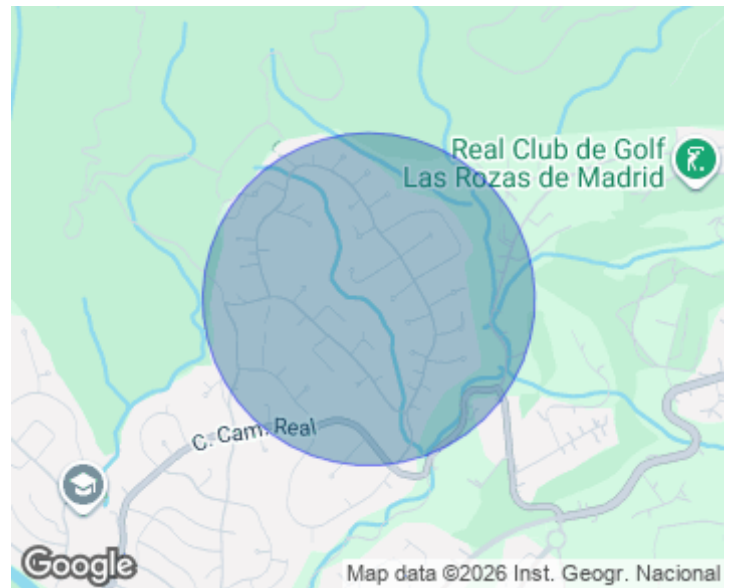 Real Club de Golf
Las Rozas de Madrid
C. Cam. Real
Google
Map data ©2026 Inst. Geogr. Nacional